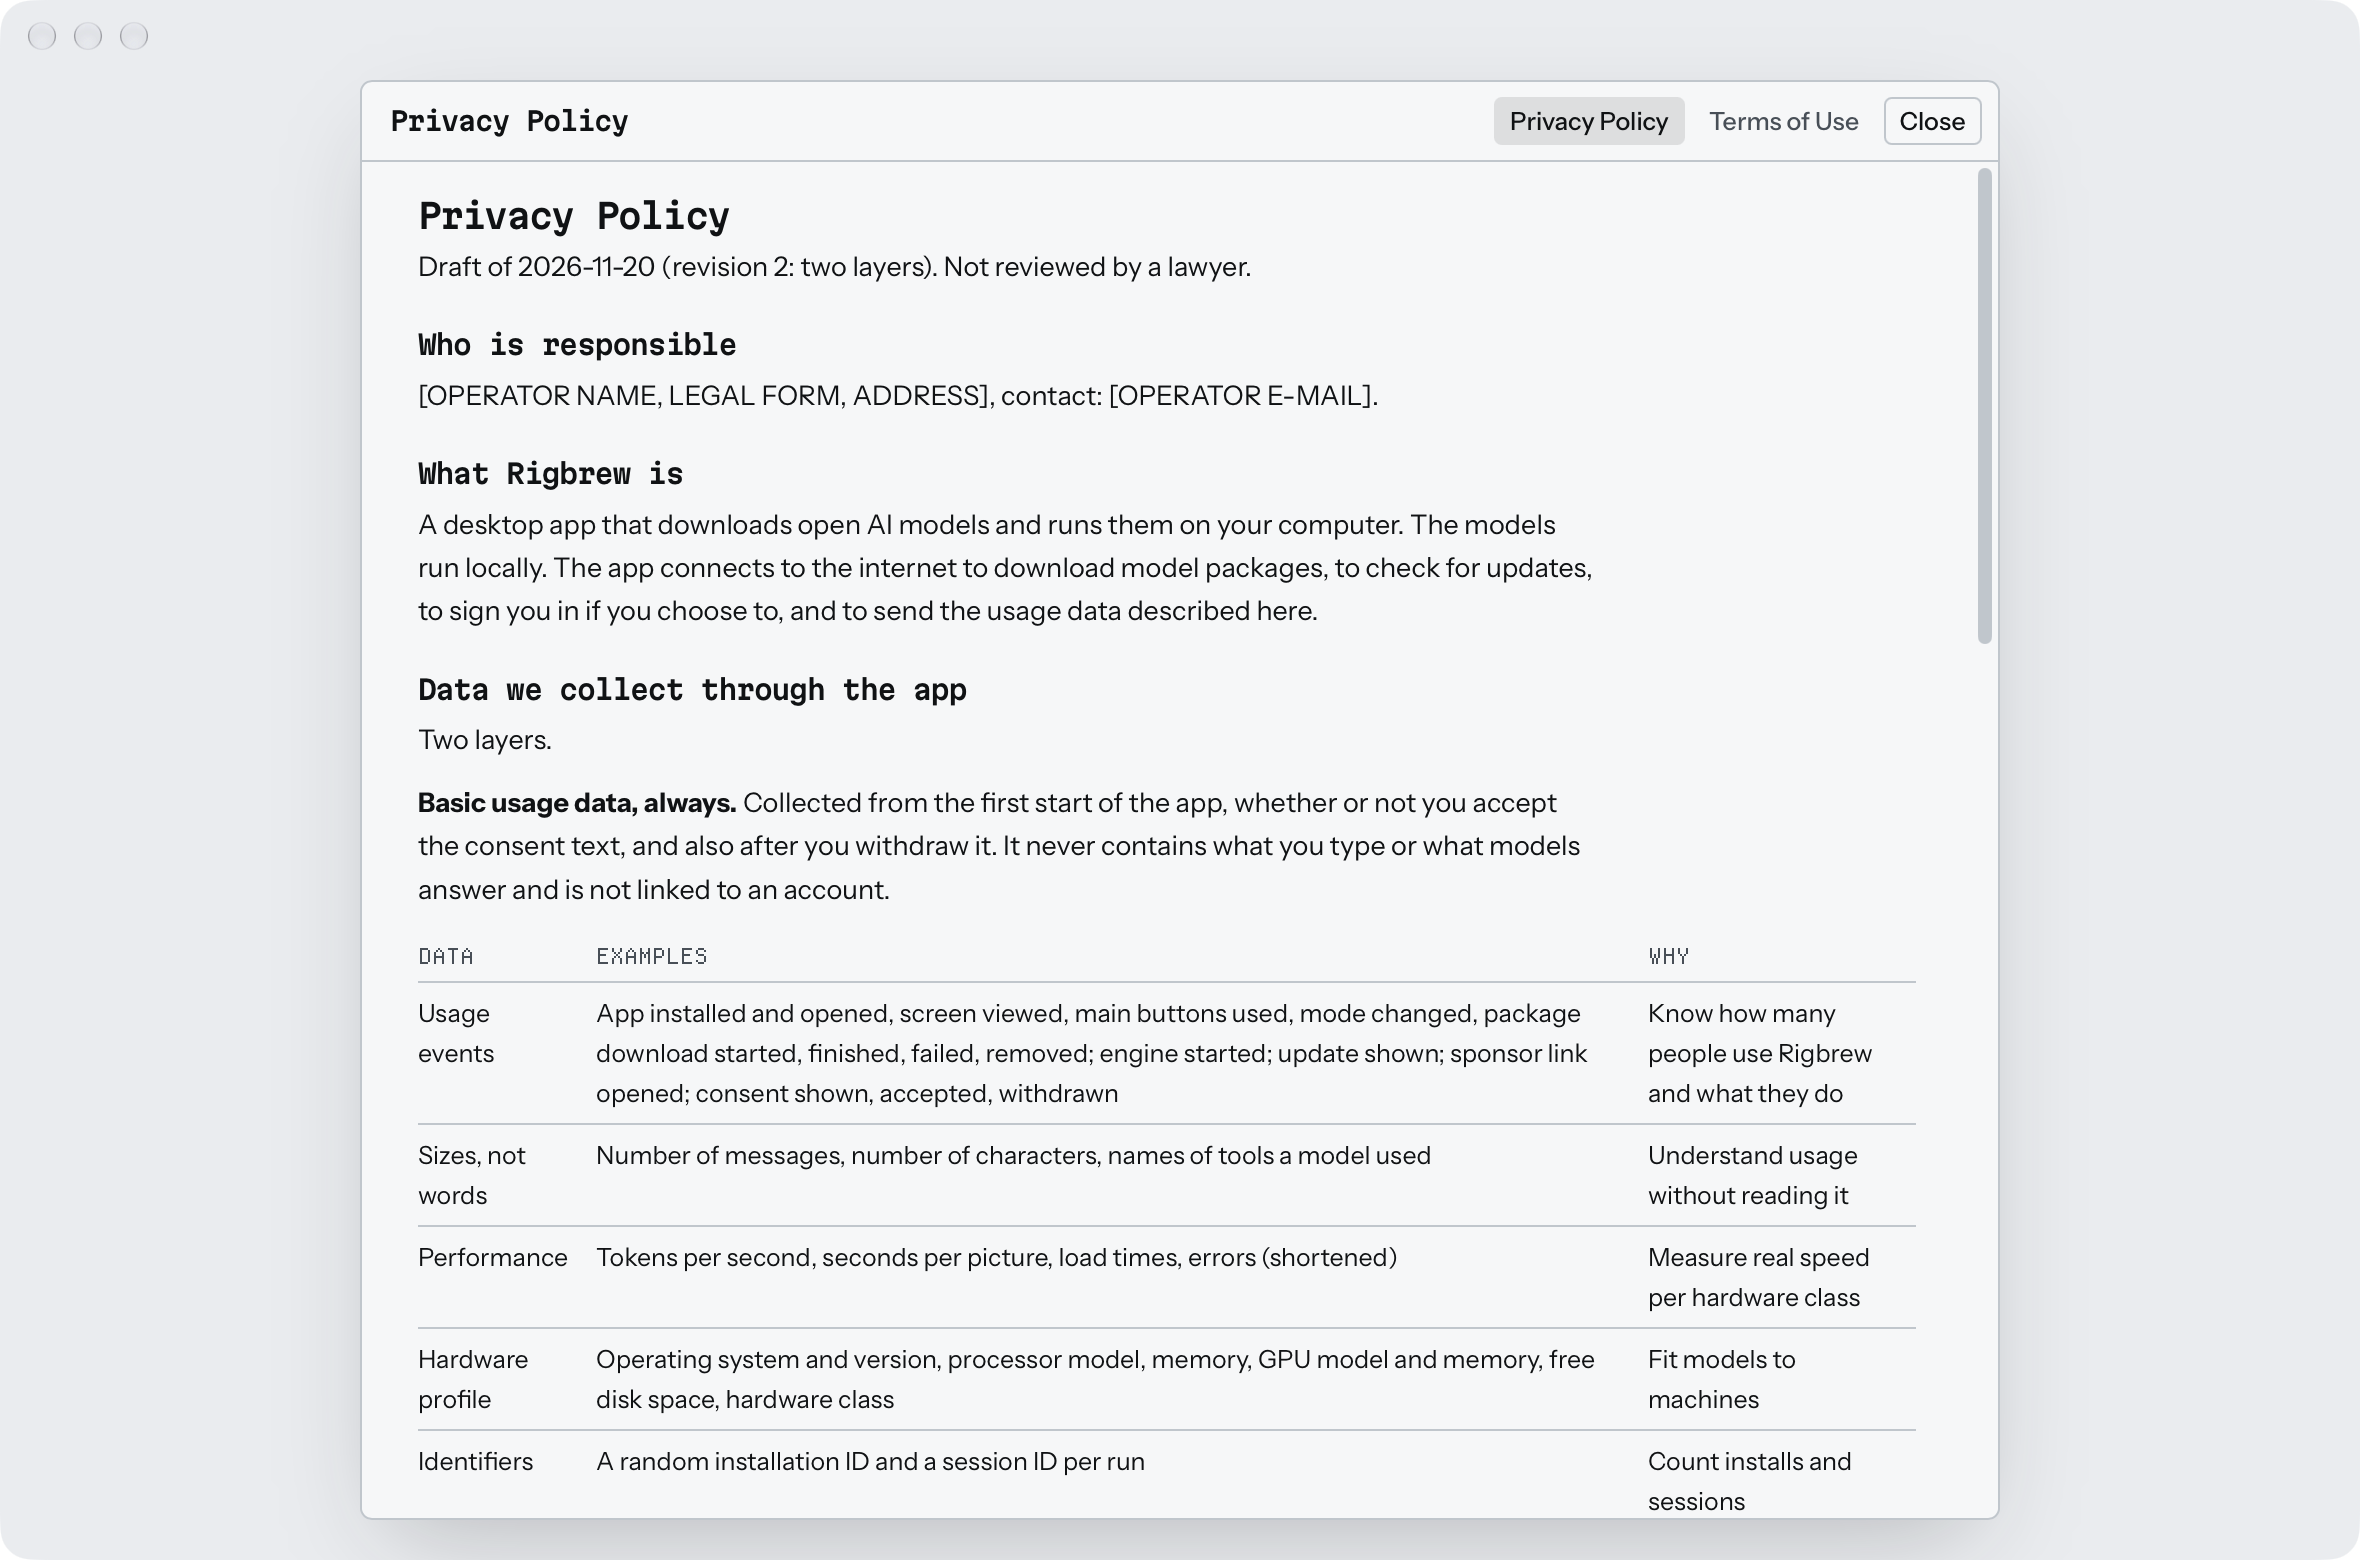 Privacy Policy
Privacy Policy
Terms of Use
Close
Privacy Policy
Draft of 2026-11-20 (revision 2: two layers). Not reviewed by a lawyer.
Who is responsible
[OPERATOR NAME, LEGAL FORM, ADDRESS], contact: [OPERATOR E-MAIL].
What Rigbrew is
A desktop app that downloads open AI models and runs them on your computer. The models
run locally. The app connects to the internet to download model packages, to check for updates,
to sign you in if you choose to, and to send the usage data described here.
Data we collect through the app
Two layers.
Basic usage data, always. Collected from the first start of the app, whether or not you accept
the consent text, and also after you withdraw it. It never contains what you type or what models
answer and is not linked to an account.
DATA
EXAMPLES
WHY
Usage
events
App installed and opened, screen viewed, main buttons used, mode changed, package
download started, finished, failed, removed; engine started; update shown; sponsor link
opened; consent shown, accepted, withdrawn
Know how many
people use Rigbrew
and what they do
Sizes, not
words
Number of messages, number of characters, names of tools a model used
Understand usage
without reading it
Performance
Tokens per second, seconds per picture, load times, errors (shortened)
Measure real speed
per hardware class
Hardware
profile
Operating system and version, processor model, memory, GPU model and memory, free
disk space, hardware class
Fit models to
machines
Identifiers
A random installation ID and a session ID per run
Count installs and
sessions